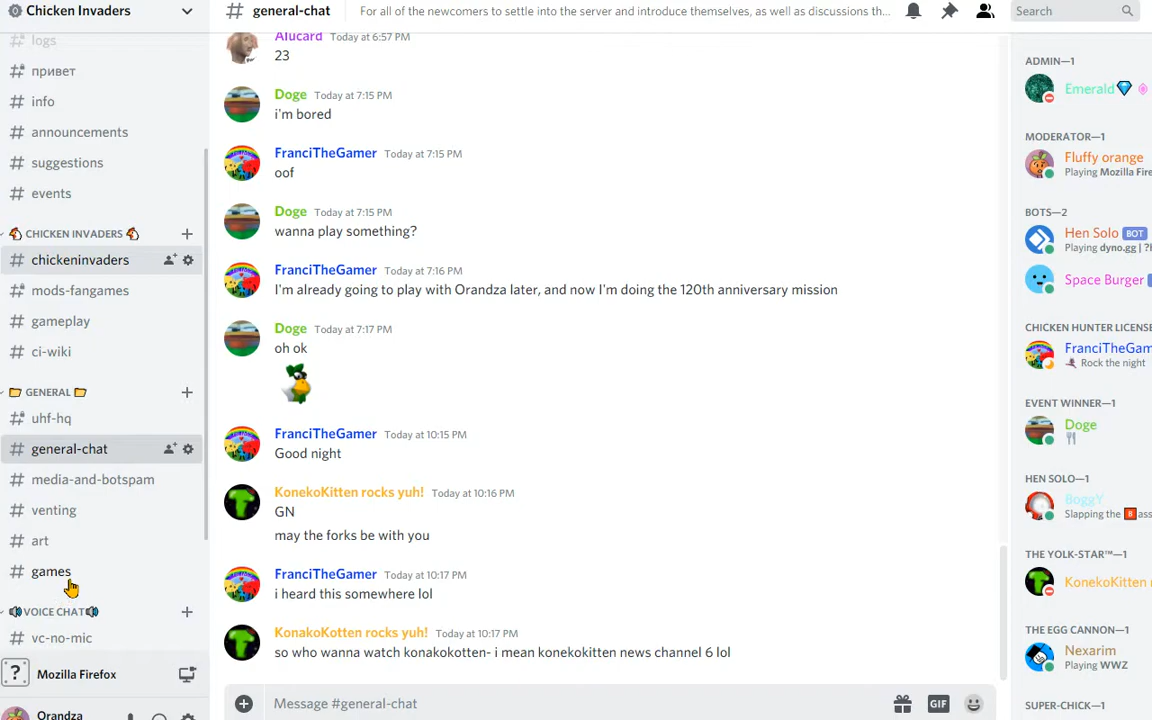 Chicken Invaders
# general-chat
For all of the newcomers to settle into the server and introduce themselves, as well as discussions th...
Search
# logs
# привет
# info
# announcements
# suggestions
# events
CHICKEN INVADERS +
# chickeninvaders
# mods-fangames
# gameplay
# ci-wiki
GENERAL +
# uhf-hq
# general-chat
# media-and-botspam
# venting
# art
# games
VOICE CHAT +
# vc-no-mic
? Mozilla Firefox
Orandza
Alucard Today at 6:57 PM
23
Doge Today at 7:15 PM
i'm bored
FranciTheGamer Today at 7:15 PM
oof
Doge Today at 7:15 PM
wanna play something?
FranciTheGamer Today at 7:16 PM
I'm already going to play with Orandza later, and now I'm doing the 120th anniversary mission
Doge Today at 7:17 PM
oh ok
FranciTheGamer Today at 10:15 PM
Good night
KonekoKitten rocks yuh! Today at 10:16 PM
GN
may the forks be with you
FranciTheGamer Today at 10:17 PM
i heard this somewhere lol
KonakoKotten rocks yuh! Today at 10:17 PM
so who wanna watch konakokotten- i mean konekokitten news channel 6 lol
Message #general-chat
GIF
ADMIN—1
Emerald
MODERATOR—1
Fluffy orange
Playing Mozilla Fire
BOTS—2
Hen Solo BOT
Playing dyno.gg | ?h
Space Burger
CHICKEN HUNTER LICENSE
FranciTheGam
Rock the night
EVENT WINNER—1
Doge
HEN SOLO—1
BoggY
Slapping the B ass
THE YOLK-STAR™—1
KonekoKitten r
THE EGG CANNON—1
Nexarim
Playing WWZ
SUPER-CHICK—1